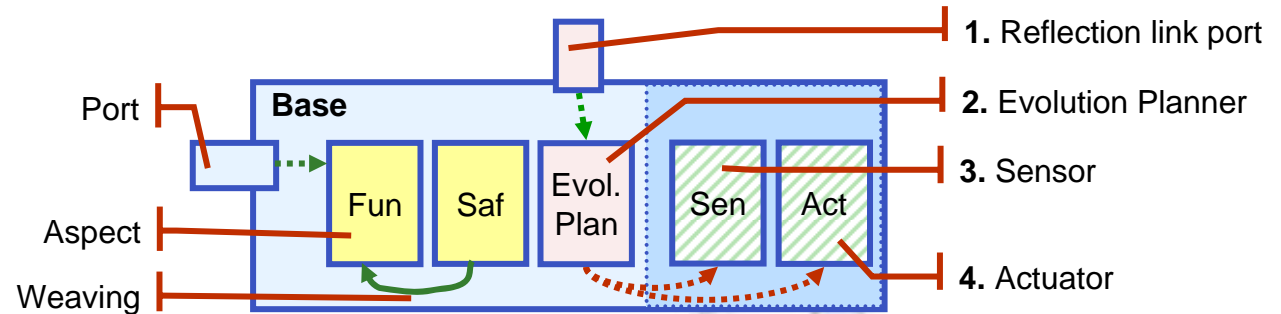 1. Reflection link port
Port
Base
2. Evolution Planner
3. Sensor
Fun
Saf
Evol.
Plan
Sen
Act
Aspect
4. Actuator
Weaving